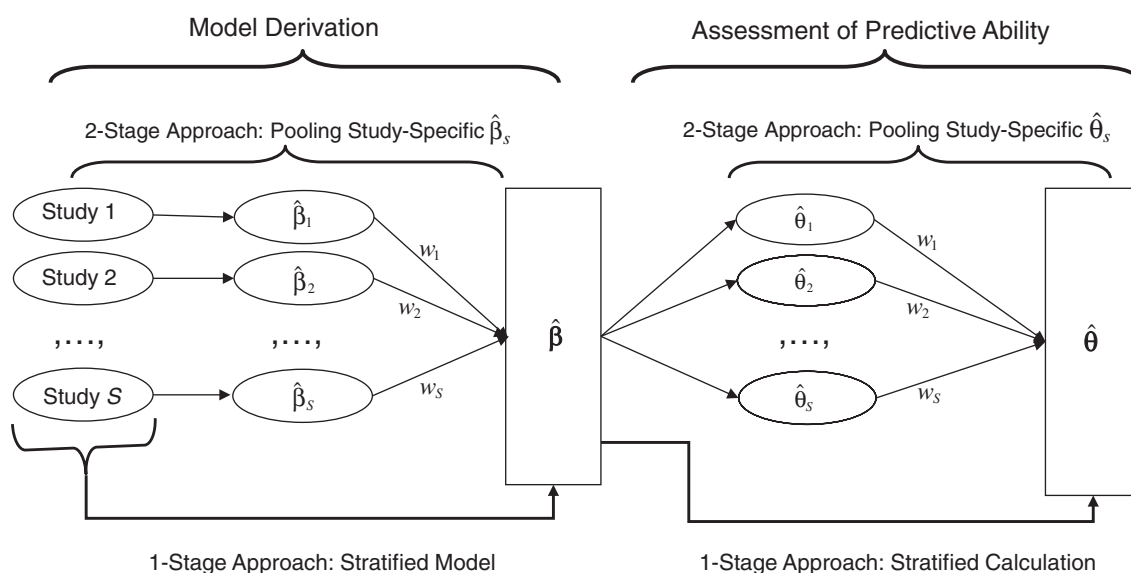 Model Derivation
Assessment of Predictive Ability
2-Stage Approach: Pooling Study-Specific β̂ₛ
2-Stage Approach: Pooling Study-Specific θ̂ₛ
Study 1
β̂₁
w₁
θ̂₁
w₁
Study 2
β̂₂
w₂
θ̂₂
w₂
,...,
,...,
β̂
,...,
θ̂
Study S
β̂S
wS
θ̂S
wS
1-Stage Approach: Stratified Model
1-Stage Approach: Stratified Calculation